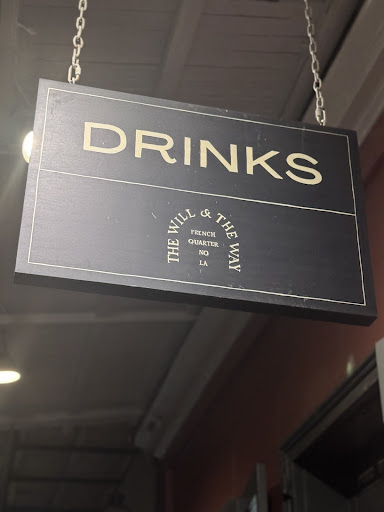 DRINKS
THE WILL & THE WAY
FRENCH
QUARTER
NO
LA